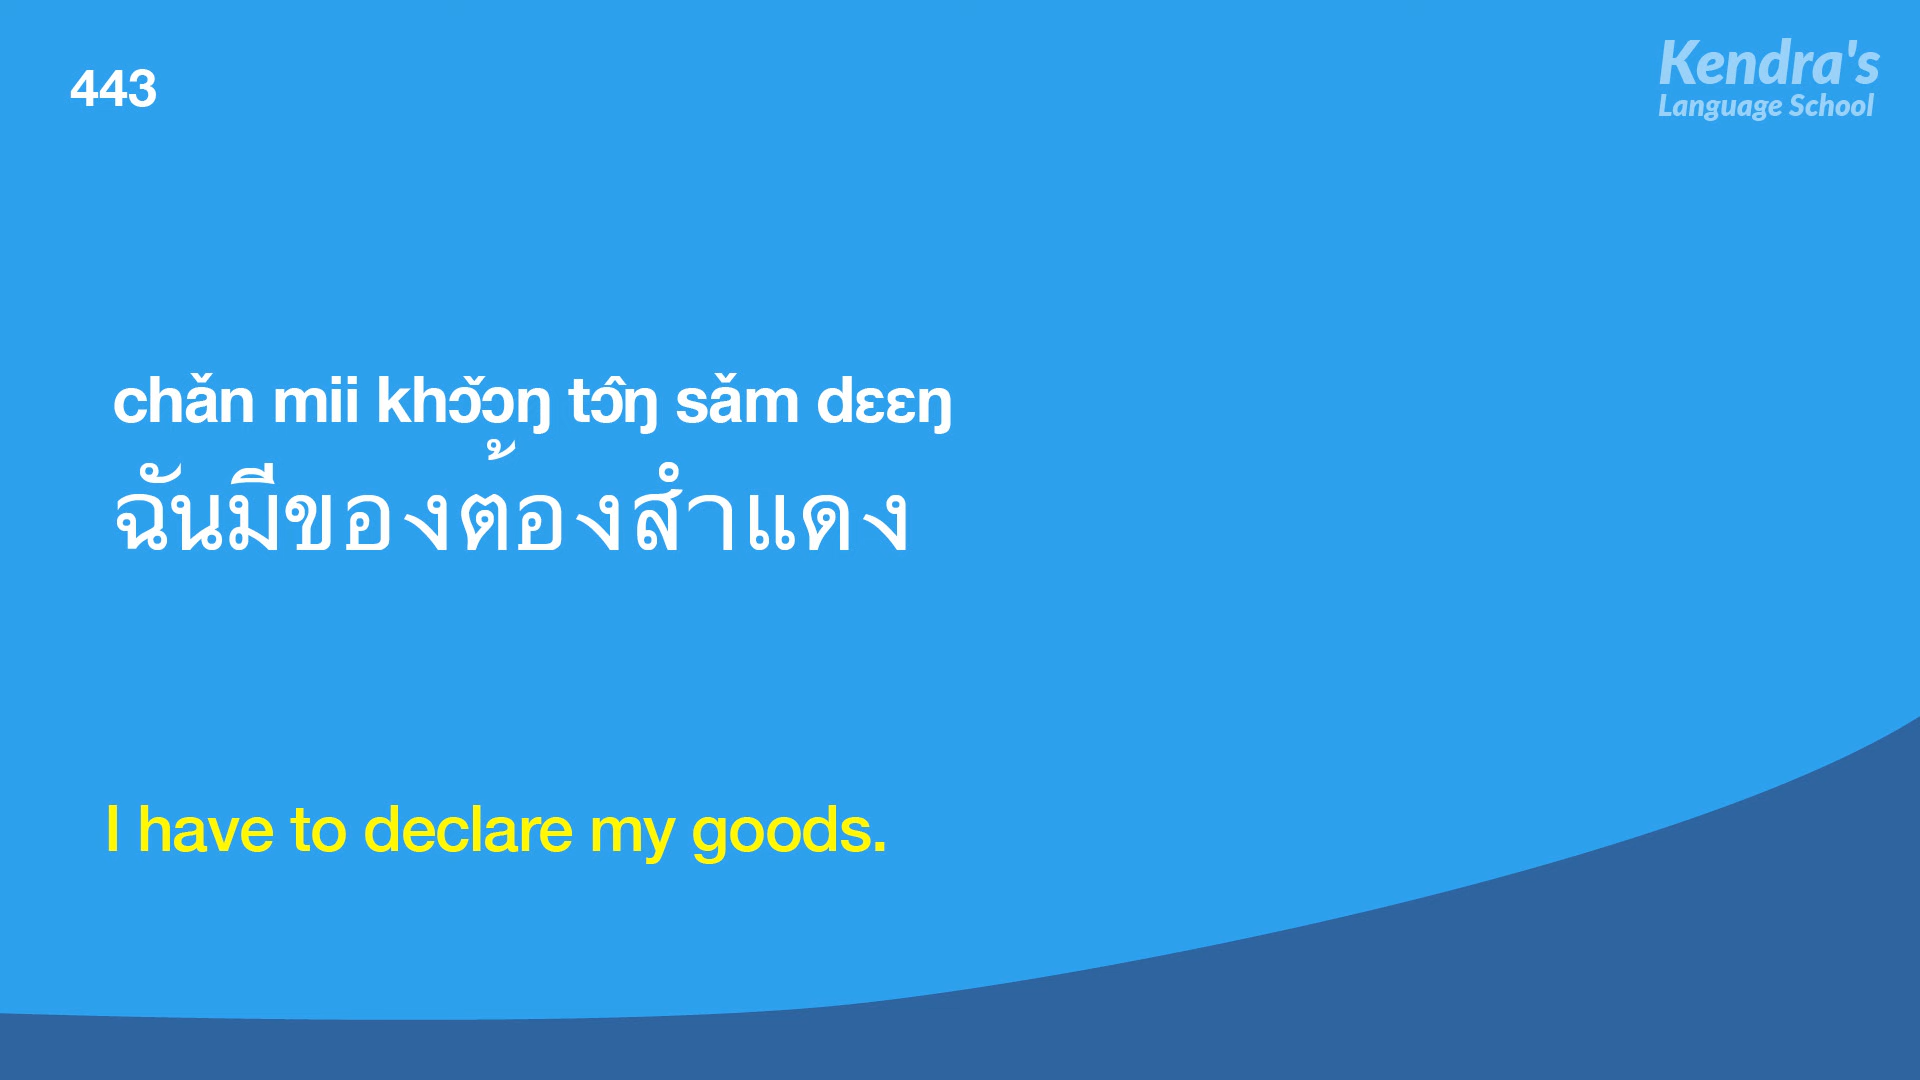 443
Kendra's
Language School
chǎn mii khɔ̌ɔŋ tɔ̂ŋ sǎm dɛɛŋ
ฉันมีของต้องสำแดง
I have to declare my goods.